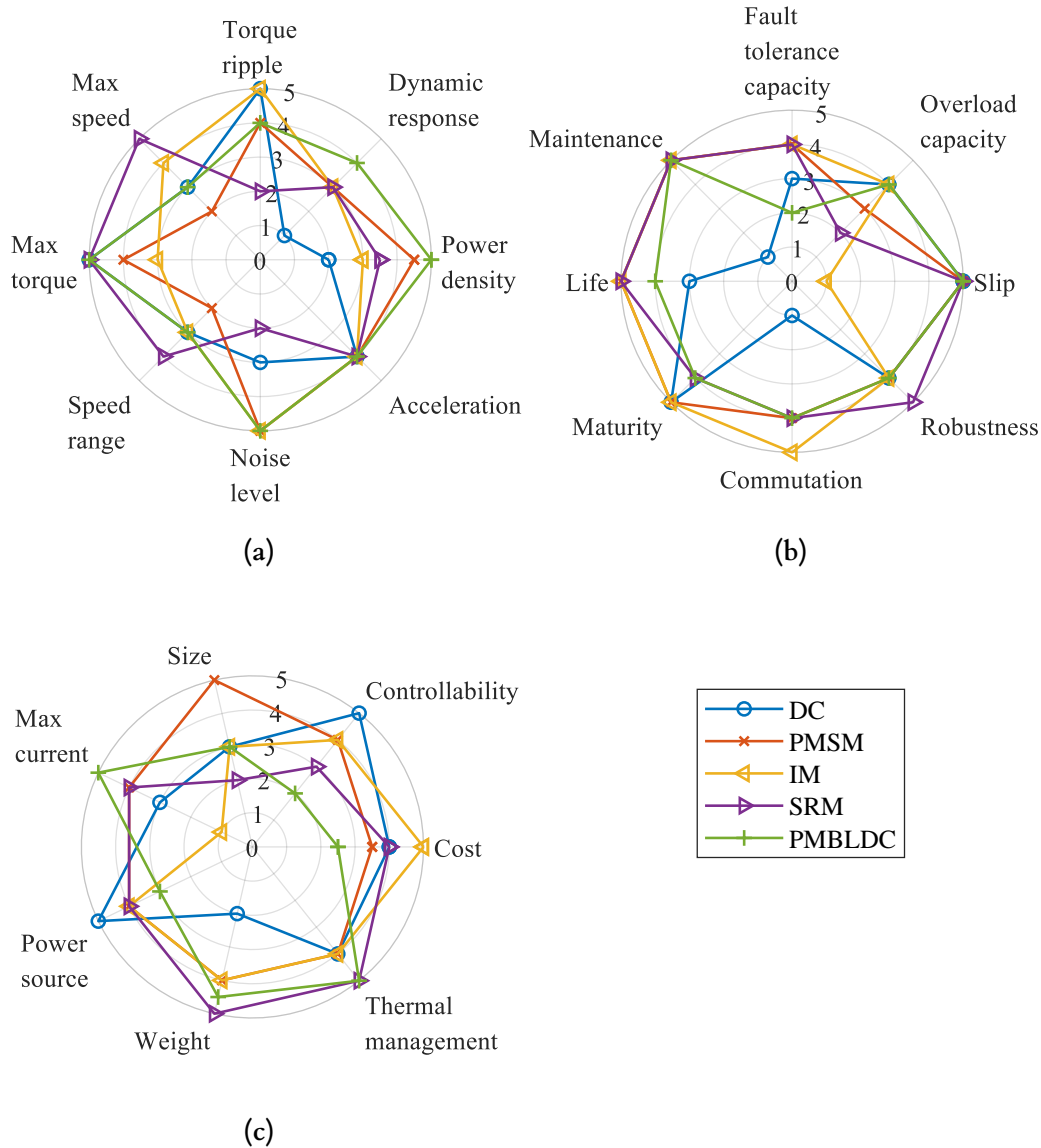 Torque
ripple
Max
speed
Dynamic
response
5
4
3
2
1
0
Max
torque
Power
density
Speed
range
Acceleration
Noise
level
(a)
Fault
tolerance
capacity
Overload
capacity
Maintenance
5
4
3
2
1
0
Life
Slip
Maturity
Robustness
Commutation
(b)
Size
Controllability
Max
current
5
4
3
2
1
0
Cost
Power
source
Thermal
management
Weight
(c)
DC
PMSM
IM
SRM
PMBLDC